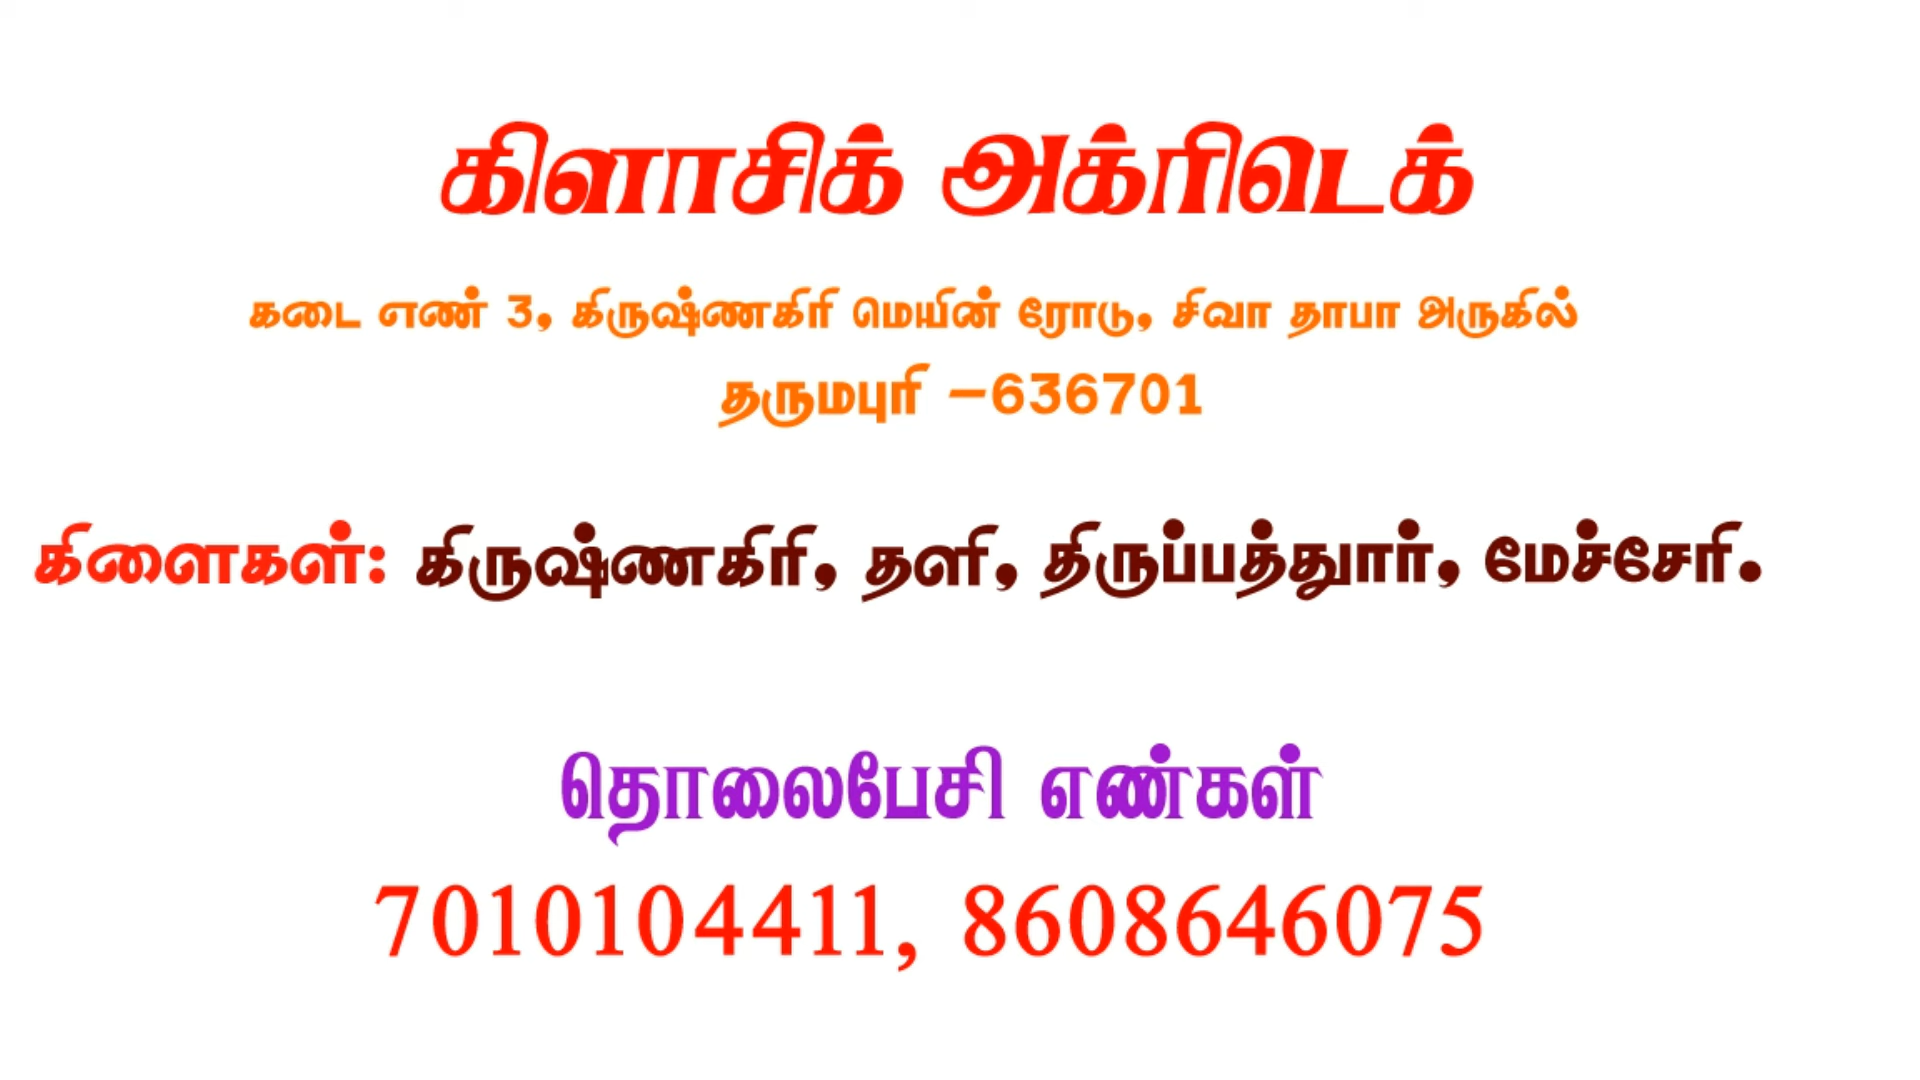 கிளாசிக் அக்ரிடெக்
கடை எண் 3, கிருஷ்ணகிரி மெயின் ரோடு, சிவா தாபா அருகில்
தருமபுரி -636701
கிளைகள்: கிருஷ்ணகிரி, தளி, திருப்பத்துார், மேச்சேரி.
தொலைபேசி எண்கள்
7010104411, 8608646075